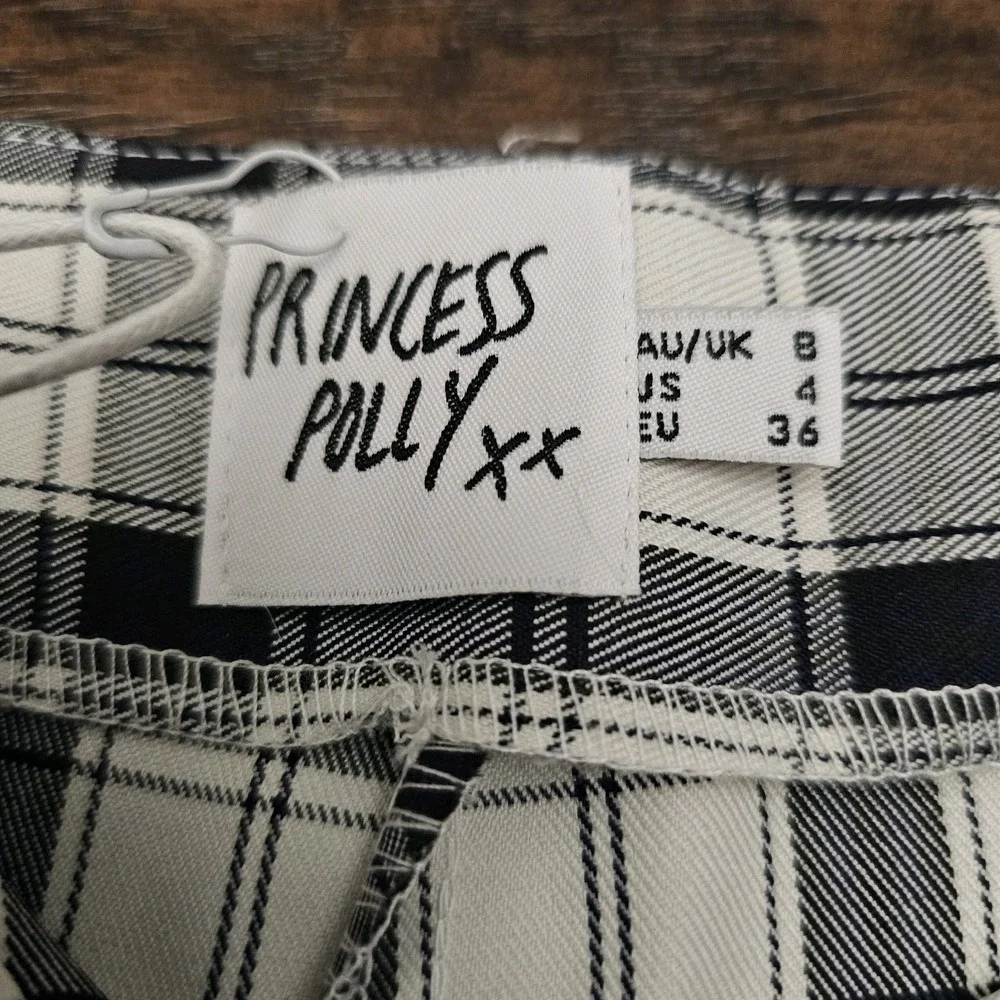 PRINCESS
POLLY xx
AU/UK 8
US 4
EU 36